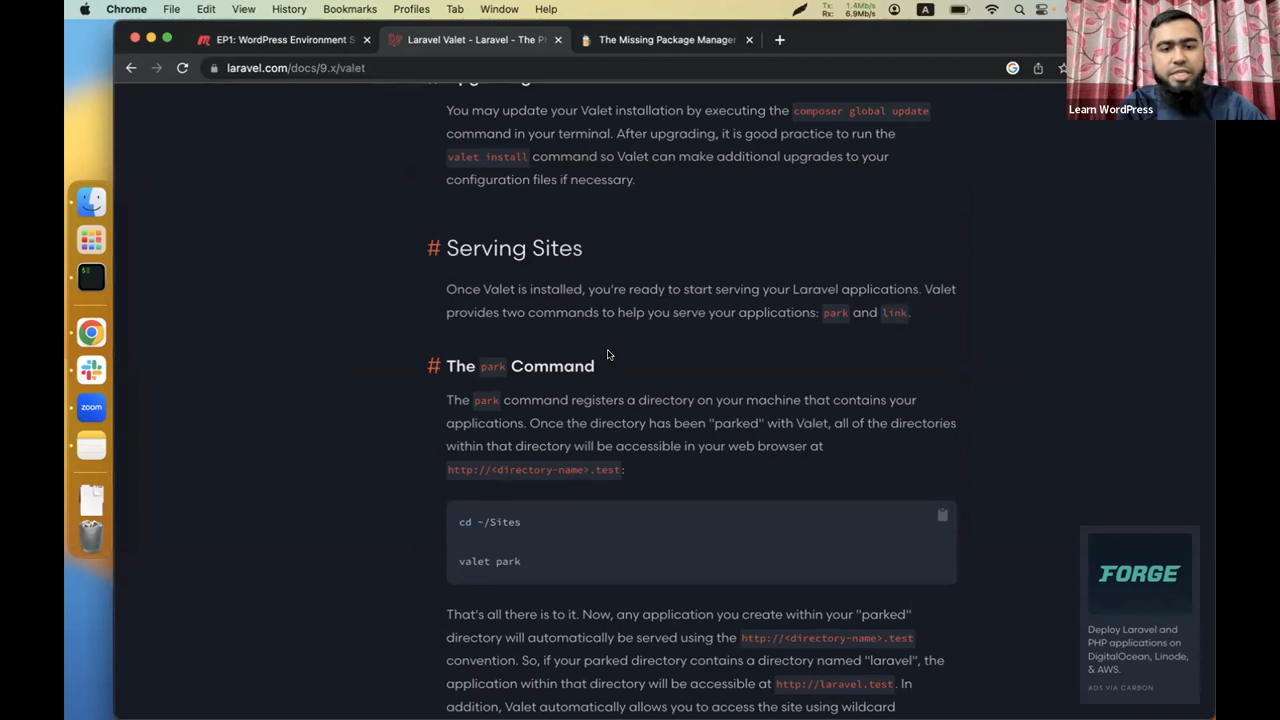 Chrome File Edit View History Bookmarks Profiles Tab Window Help
Tx: 1.4Mb/s
Rx: 6.9Mb/s
A
EP1: WordPress Environment S
Laravel Valet - Laravel - The P
The Missing Package Manager
laravel.com/docs/9.x/valet
Learn WordPress
You may update your Valet installation by executing the composer global update
command in your terminal. After upgrading, it is good practice to run the
valet install command so Valet can make additional upgrades to your
configuration files if necessary.
# Serving Sites
Once Valet is installed, you're ready to start serving your Laravel applications. Valet
provides two commands to help you serve your applications: park and link.
# The park Command
The park command registers a directory on your machine that contains your
applications. Once the directory has been "parked" with Valet, all of the directories
within that directory will be accessible in your web browser at
http://<directory-name>.test:
cd ~/Sites
valet park
That's all there is to it. Now, any application you create within your "parked"
directory will automatically be served using the http://<directory-name>.test
convention. So, if your parked directory contains a directory named "laravel", the
application within that directory will be accessible at http://laravel.test. In
addition, Valet automatically allows you to access the site using wildcard
zoom
FORGE
Deploy Laravel and
PHP applications on
DigitalOcean, Linode,
& AWS.
ADS VIA CARBON